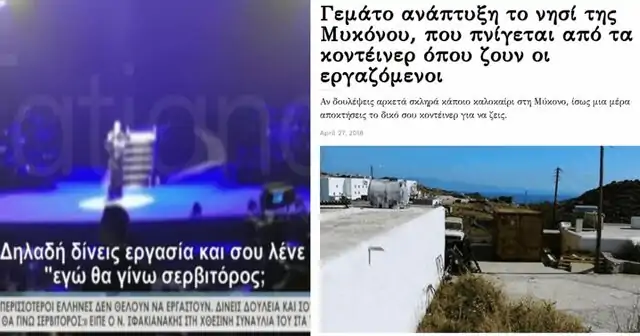 Tatiana
Δηλαδή δίνεις εργασία και σου λένε
"εγώ θα γίνω σερβιτόρος;
ΠΕΡΙΣΣΟΤΕΡΟΙ ΕΛΛΗΝΕΣ ΔΕΝ ΘΕΛΟΥΝ ΝΑ ΕΡΓΑΣΤΟΥΝ. ΔΙΝΕΙΣ ΔΟΥΛΕΙΑ ΚΑΙ ΣΟ
ΘΑ ΓΙΝΩ ΣΕΡΒΙΤΟΡΟΣ;» ΕΙΠΕ Ο Ν. ΣΦΑΚΙΑΝΑΚΗΣ ΣΤΗ ΧΘΕΣΙΝΗ ΣΥΝΑΥΛΙΑ ΤΟΥ ΣΤΑ
Γεμάτο ανάπτυξη το νησί της
Μυκόνου, που πνίγεται από τα
κοντέινερ όπου ζουν οι
εργαζόμενοι
Αν δουλέψεις αρκετά σκληρά κάποιο καλοκαίρι στη Μύκονο, ίσως μια μέρα
αποκτήσεις το δικό σου κοντέινερ για να ζεις.
April 27, 2018